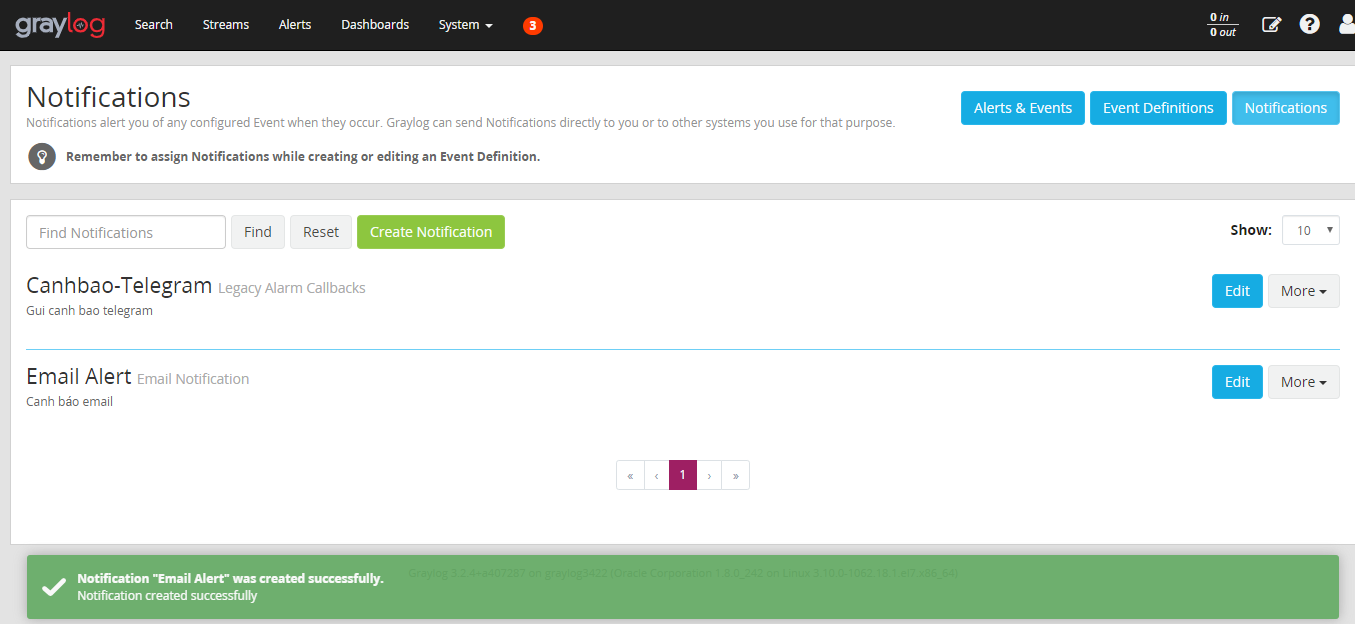 graylog Search Streams Alerts Dashboards System 3 0 in
0 out
Notifications
Notifications alert you of any configured Event when they occur. Graylog can send Notifications directly to you or to other systems you use for that purpose.
Alerts & Events Event Definitions Notifications
Remember to assign Notifications while creating or editing an Event Definition.
Find Notifications Find Reset Create Notification Show: 10
Canhbao-Telegram Legacy Alarm Callbacks
Gui canh bao telegram
Edit More
Email Alert Email Notification
Canh báo email
Edit More
« ‹ 1 › »
Notification "Email Alert" was created successfully.
Notification created successfully
Graylog 3.2.4+a407287 on graylog3422 (Oracle Corporation 1.8.0_242 on Linux 3.10.0-1062.18.1.el7.x86_64)